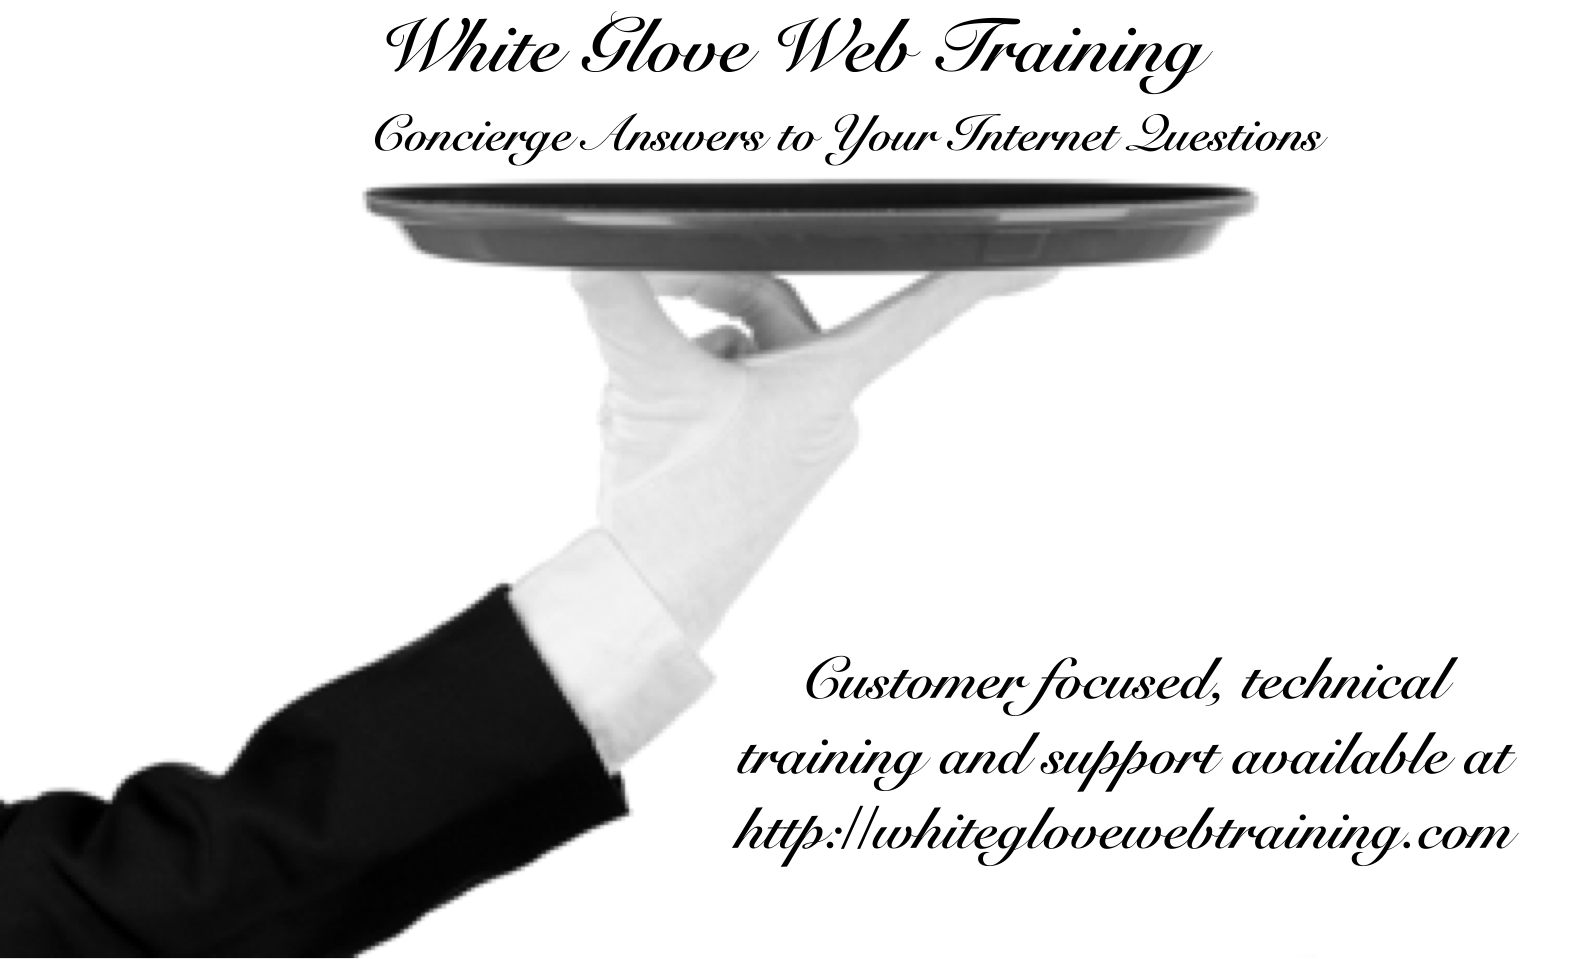 White Glove Web Training
Concierge Answers to Your Internet Questions
Customer focused, technical
training and support available at
http://whiteglovewebtraining.com